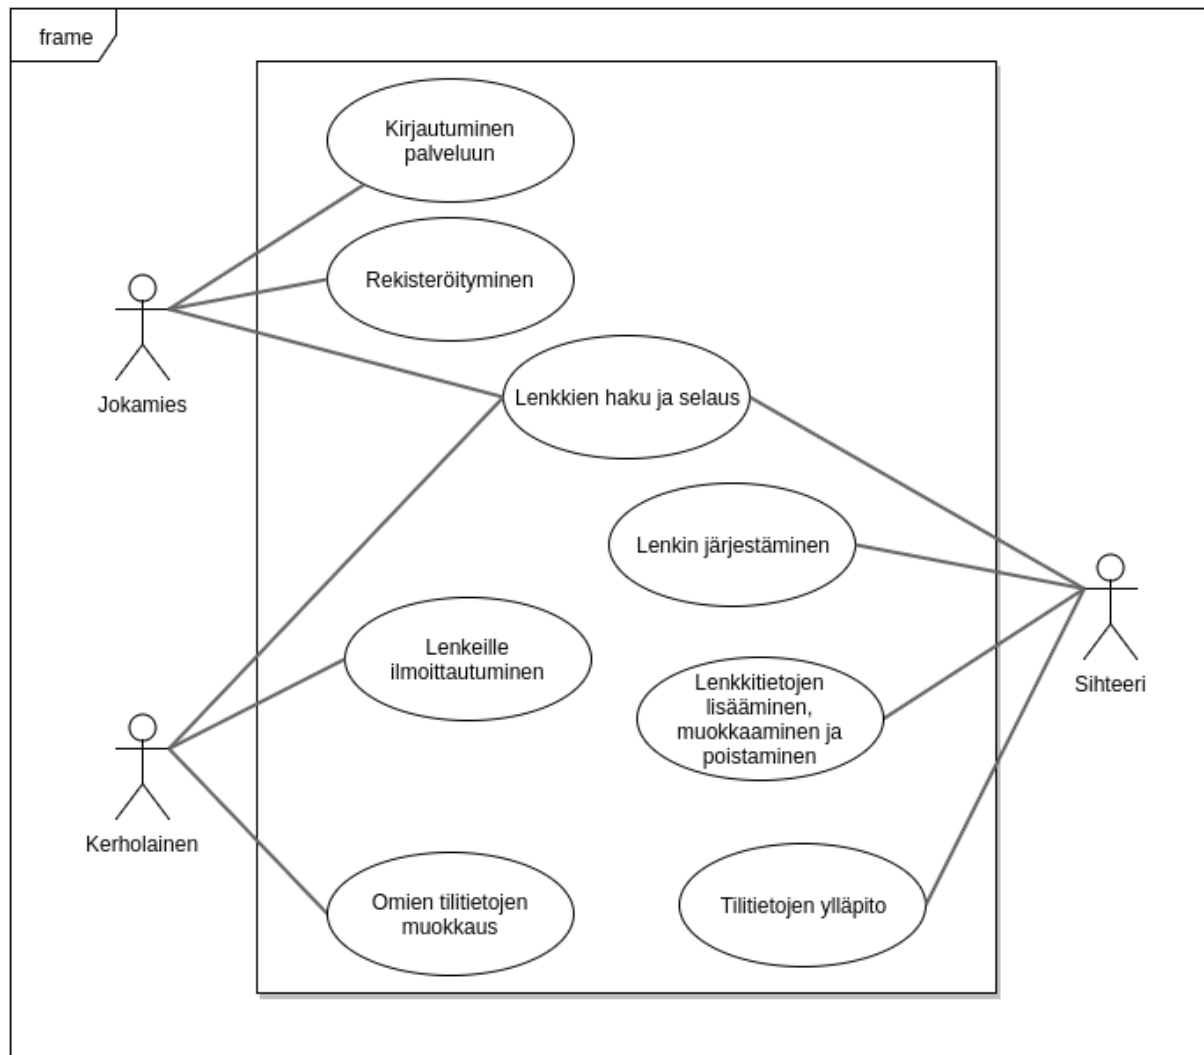 frame
Kirjautuminen
palveluun
Rekisteröityminen
Jokamies
Lenkkien haku ja selaus
Lenkin järjestäminen
Lenkeille
ilmoittautuminen
Sihteeri
Lenkkitietojen
lisääminen,
muokkaaminen ja
poistaminen
Kerholainen
Omien tilitietojen
muokkaus
Tilitietojen ylläpito